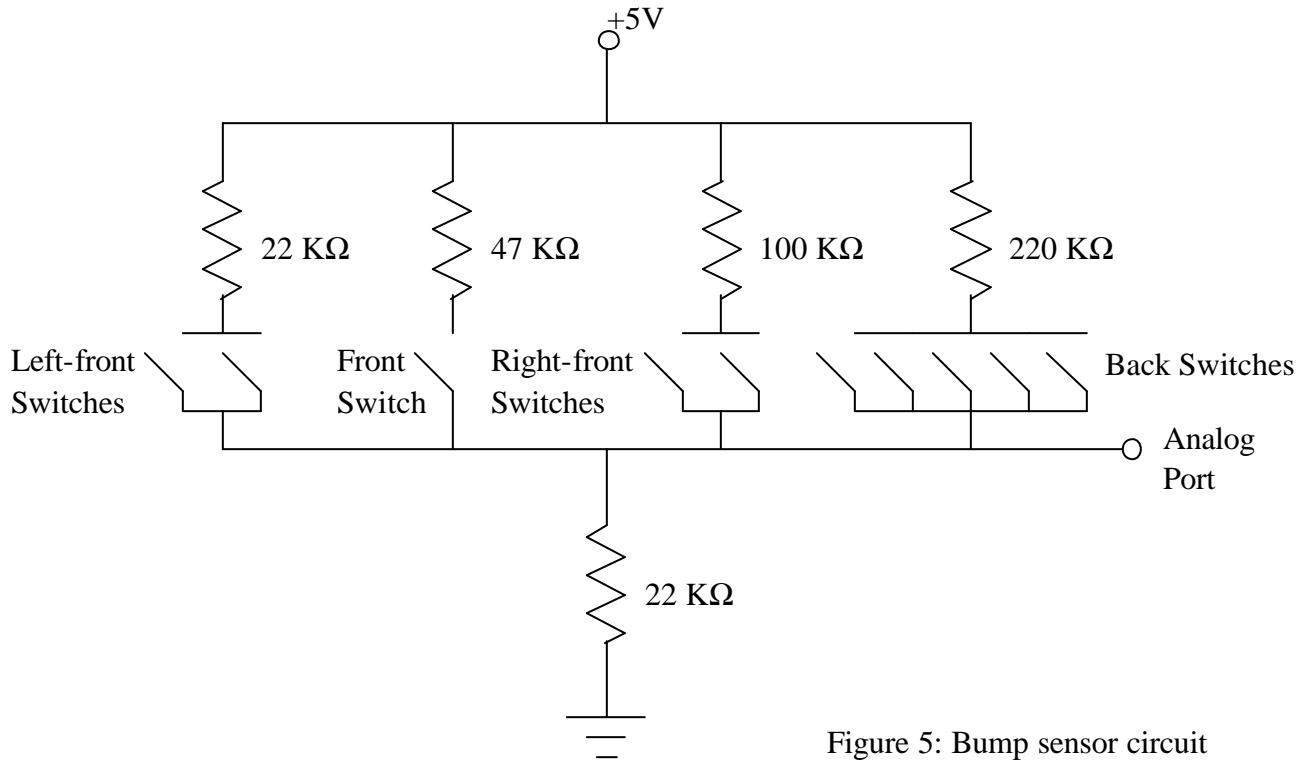 +5V
22 KΩ
47 KΩ
100 KΩ
220 KΩ
Left-front
Switches
Front
Switch
Right-front
Switches
Back Switches
Analog
Port
22 KΩ
Figure 5: Bump sensor circuit